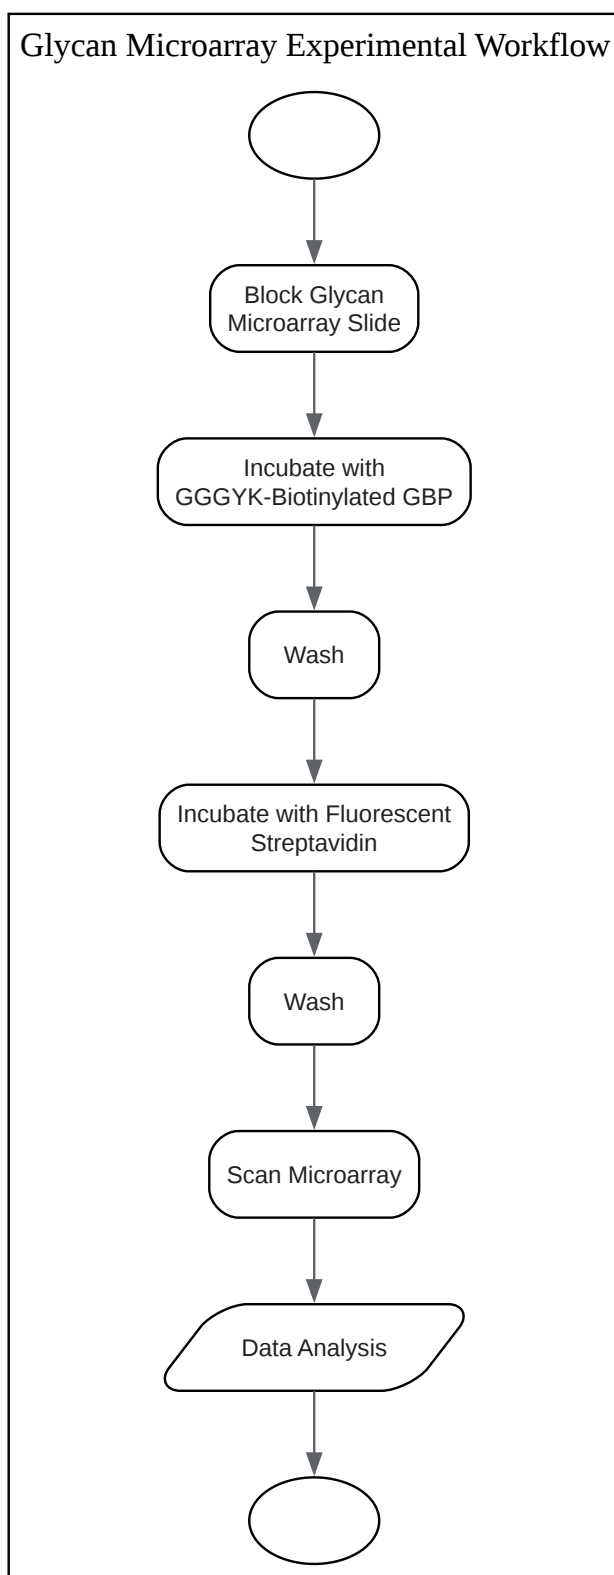 Glycan Microarray Experimental Workflow
Block Glycan
Microarray Slide
Incubate with
GGGYK-Biotinylated GBP
Wash
Incubate with Fluorescent
Streptavidin
Wash
Scan Microarray
Data Analysis